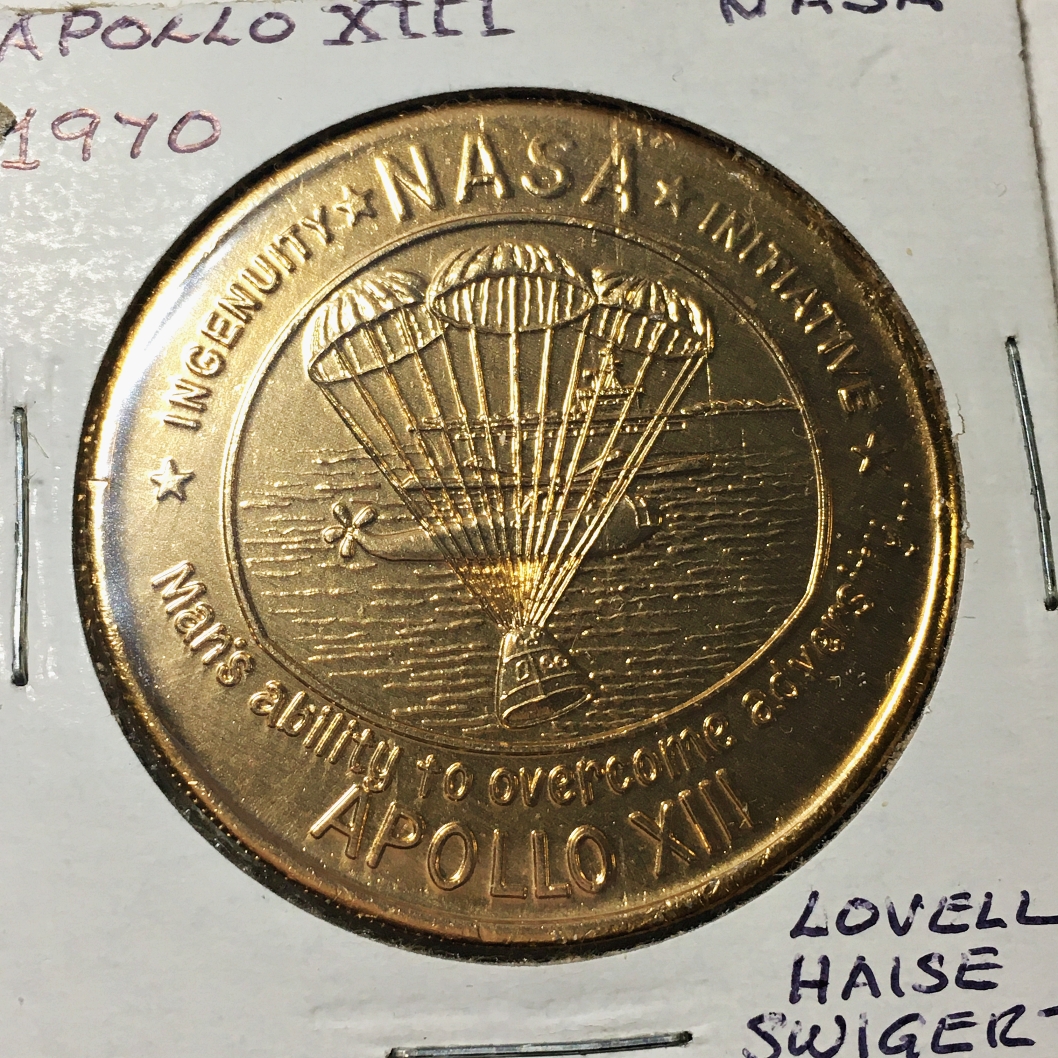 APOLLO XIII NASA
1970
INGENUITY ★ NASA ★ INITIATIVE
Man's ability to overcome adversity...
APOLLO XIII
LOVELL
HAISE
SWIGERT